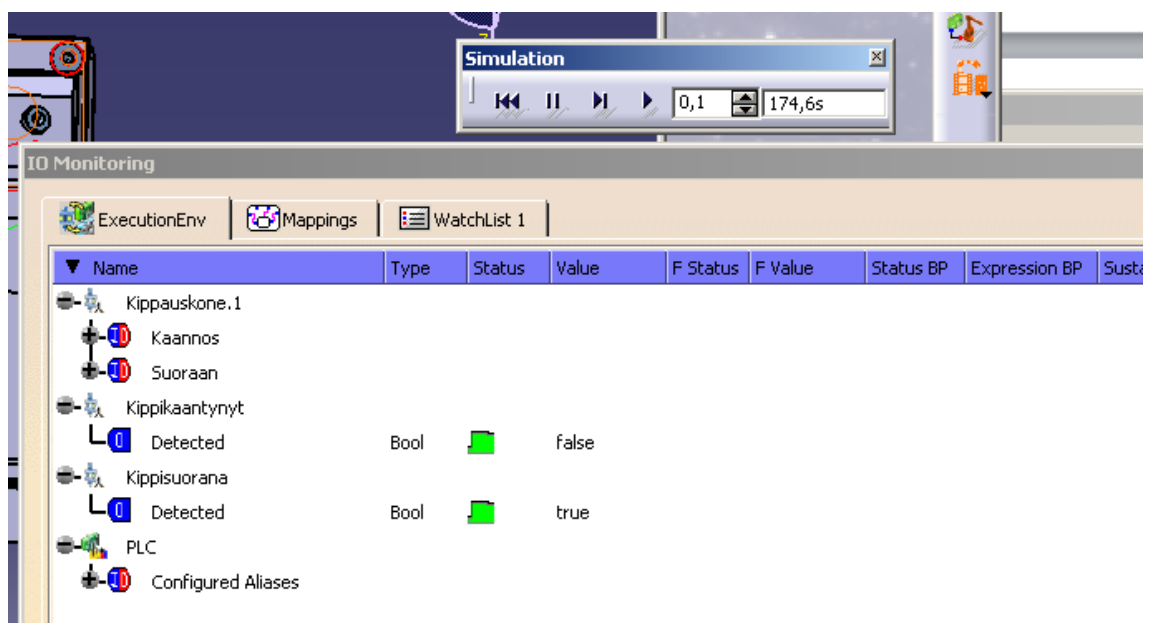 Simulation
0,1 174,6s
IO Monitoring
ExecutionEnv Mappings WatchList 1
Name Type Status Value F Status F Value Status BP Expression BP Susta
Kippauskone.1
Kaannos
Suoraan
Kippikaantynyt
Detected Bool false
Kippisuorana
Detected Bool true
PLC
Configured Aliases